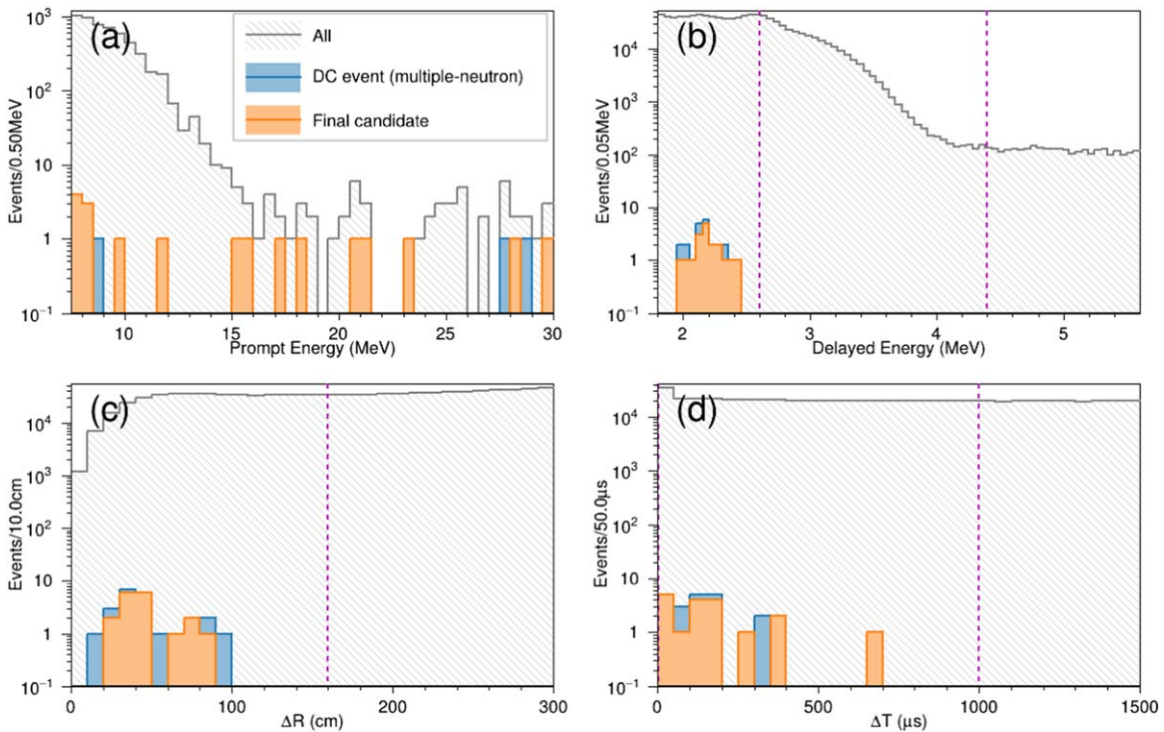 (a)
All
DC event (multiple-neutron)
Final candidate
Events/0.50MeV
10³
10²
10
1
10⁻¹
10 15 20 25 30
Prompt Energy (MeV)
(b)
Events/0.05MeV
10⁴
10³
10²
10
1
10⁻¹
2 3 4 5
Delayed Energy (MeV)
(c)
Events/10.0cm
10⁴
10³
10²
10
1
10⁻¹
0 100 200 300
ΔR (cm)
(d)
Events/50.0μs
10⁴
10³
10²
10
1
10⁻¹
0 500 1000 1500
ΔT (μs)